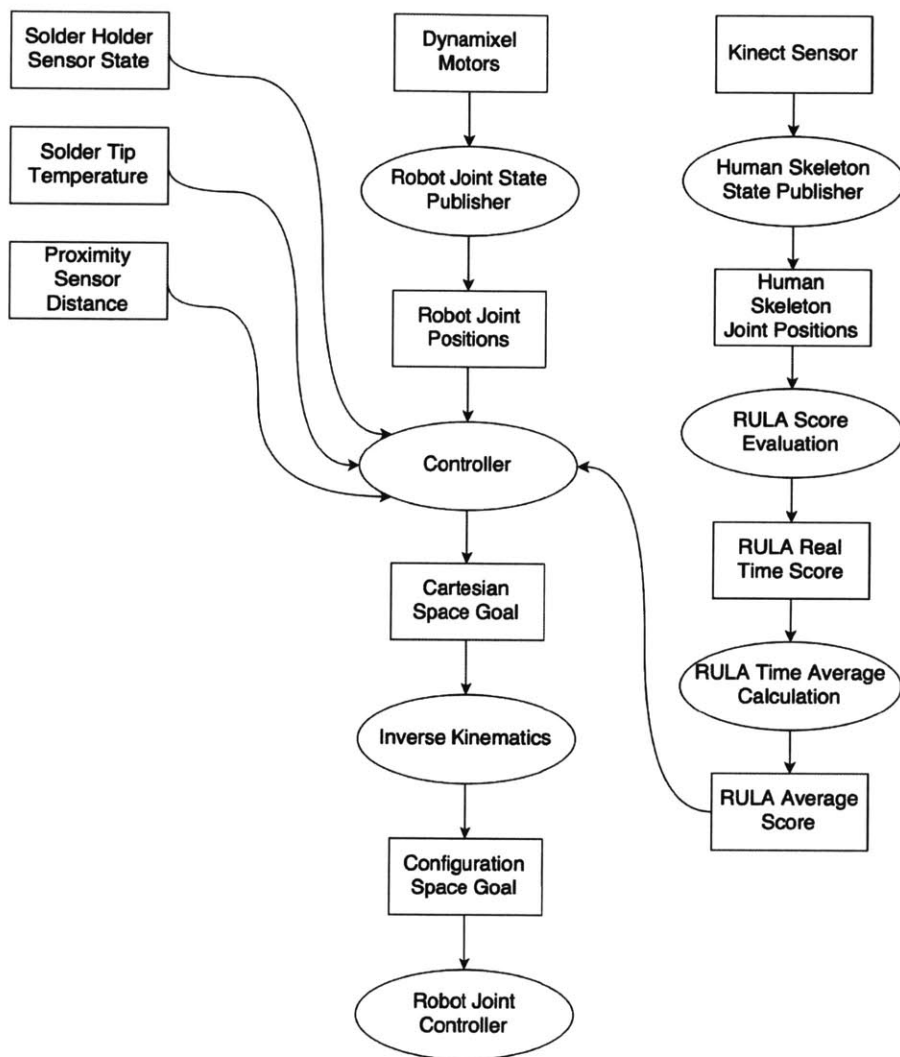 Solder Holder
Sensor State
Solder Tip
Temperature
Proximity
Sensor
Distance
Dynamixel
Motors
Robot Joint State
Publisher
Robot Joint
Positions
Controller
Cartesian
Space Goal
Inverse Kinematics
Configuration
Space Goal
Robot Joint
Controller
Kinect Sensor
Human Skeleton
State Publisher
Human
Skeleton
Joint Positions
RULA Score
Evaluation
RULA Real
Time Score
RULA Time Average
Calculation
RULA Average
Score